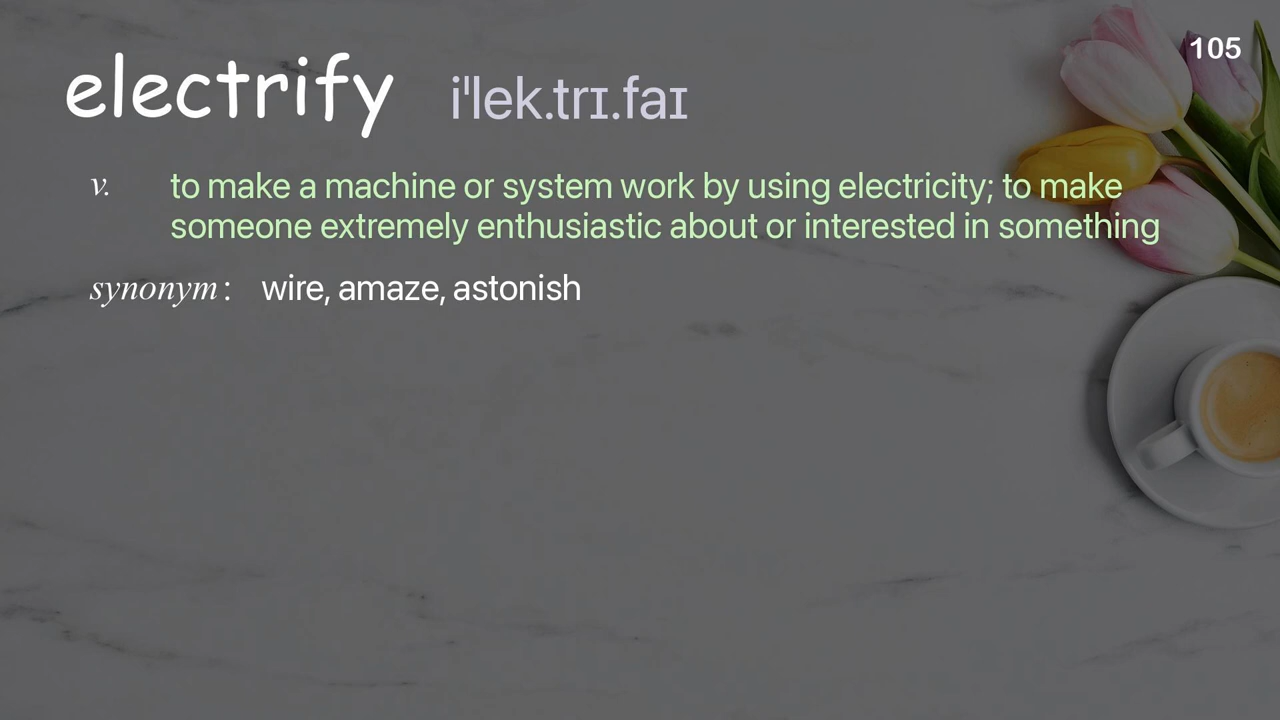 105
electrify iˈlek.trɪ.faɪ
v. to make a machine or system work by using electricity; to make
someone extremely enthusiastic about or interested in something
synonym : wire, amaze, astonish